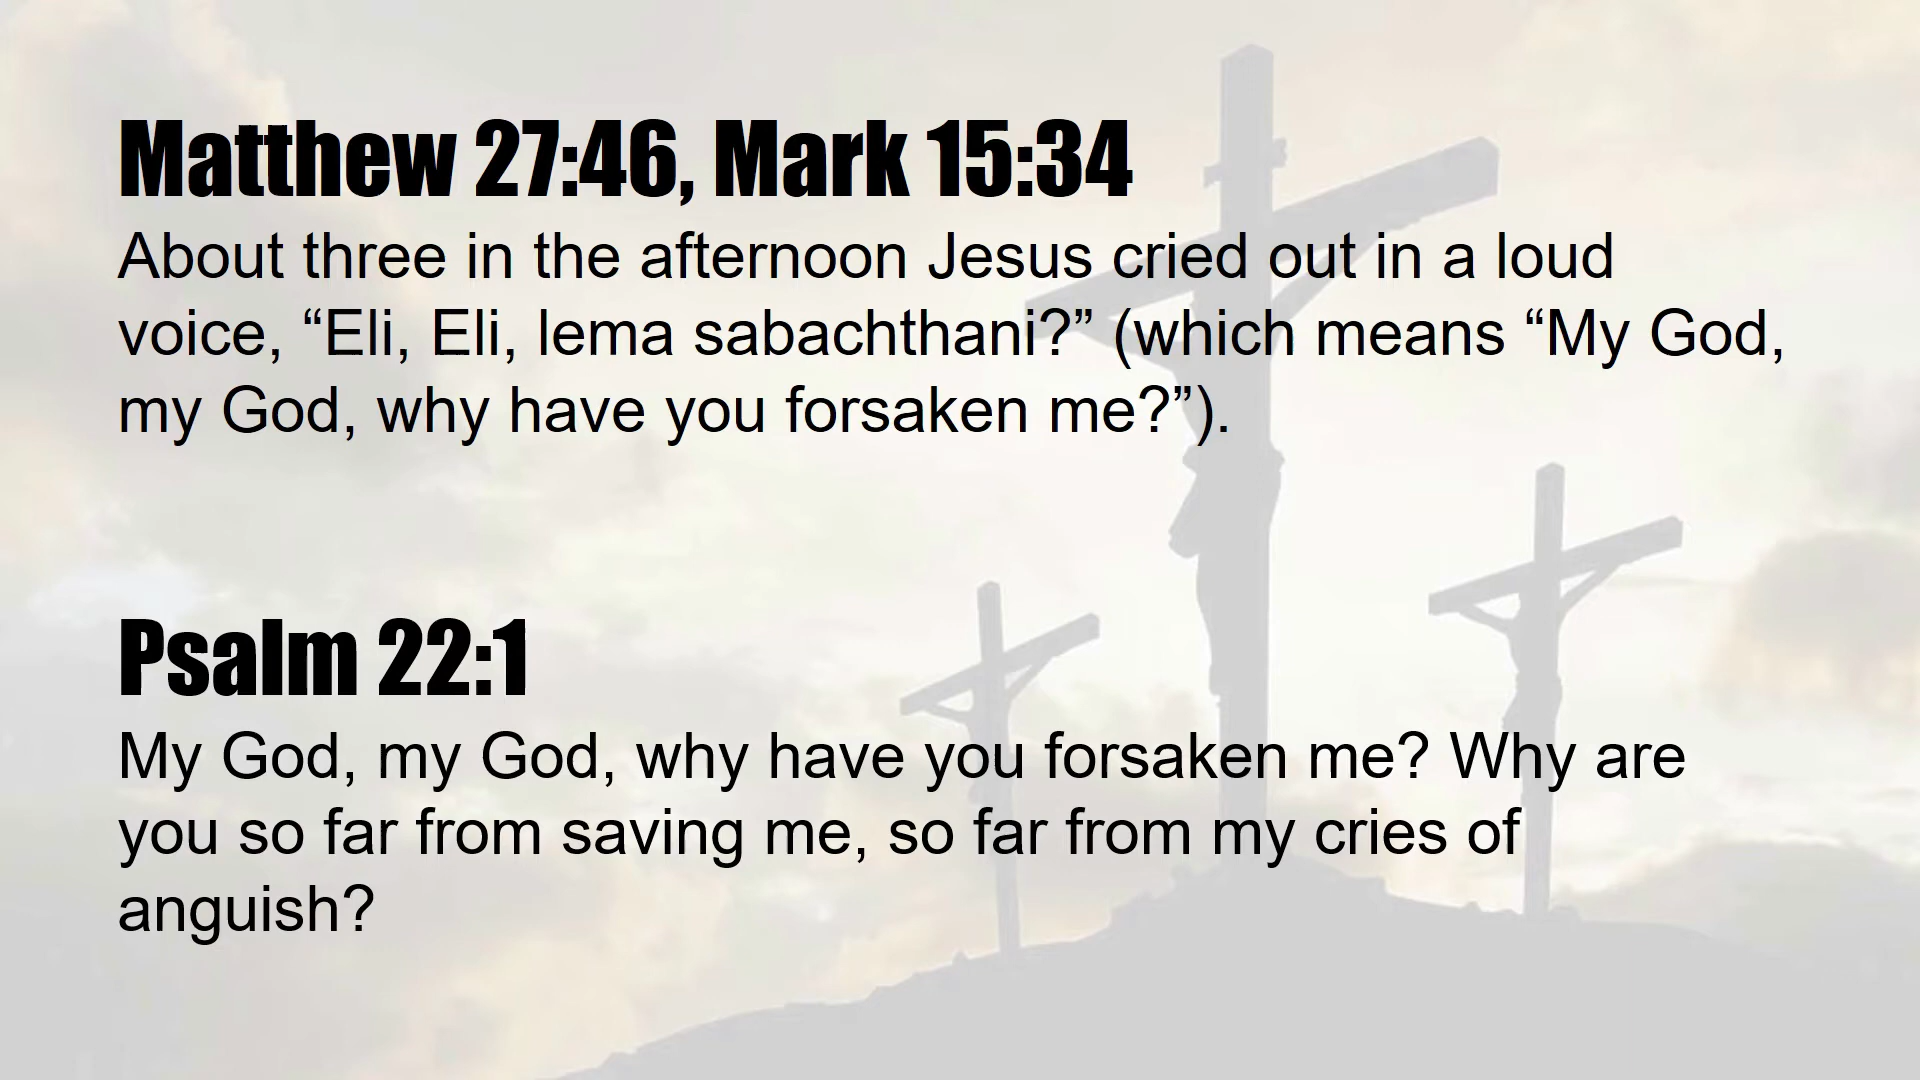 Matthew 27:46, Mark 15:34
About three in the afternoon Jesus cried out in a loud
voice, “Eli, Eli, lema sabachthani?” (which means “My God,
my God, why have you forsaken me?”).
Psalm 22:1
My God, my God, why have you forsaken me? Why are
you so far from saving me, so far from my cries of
anguish?